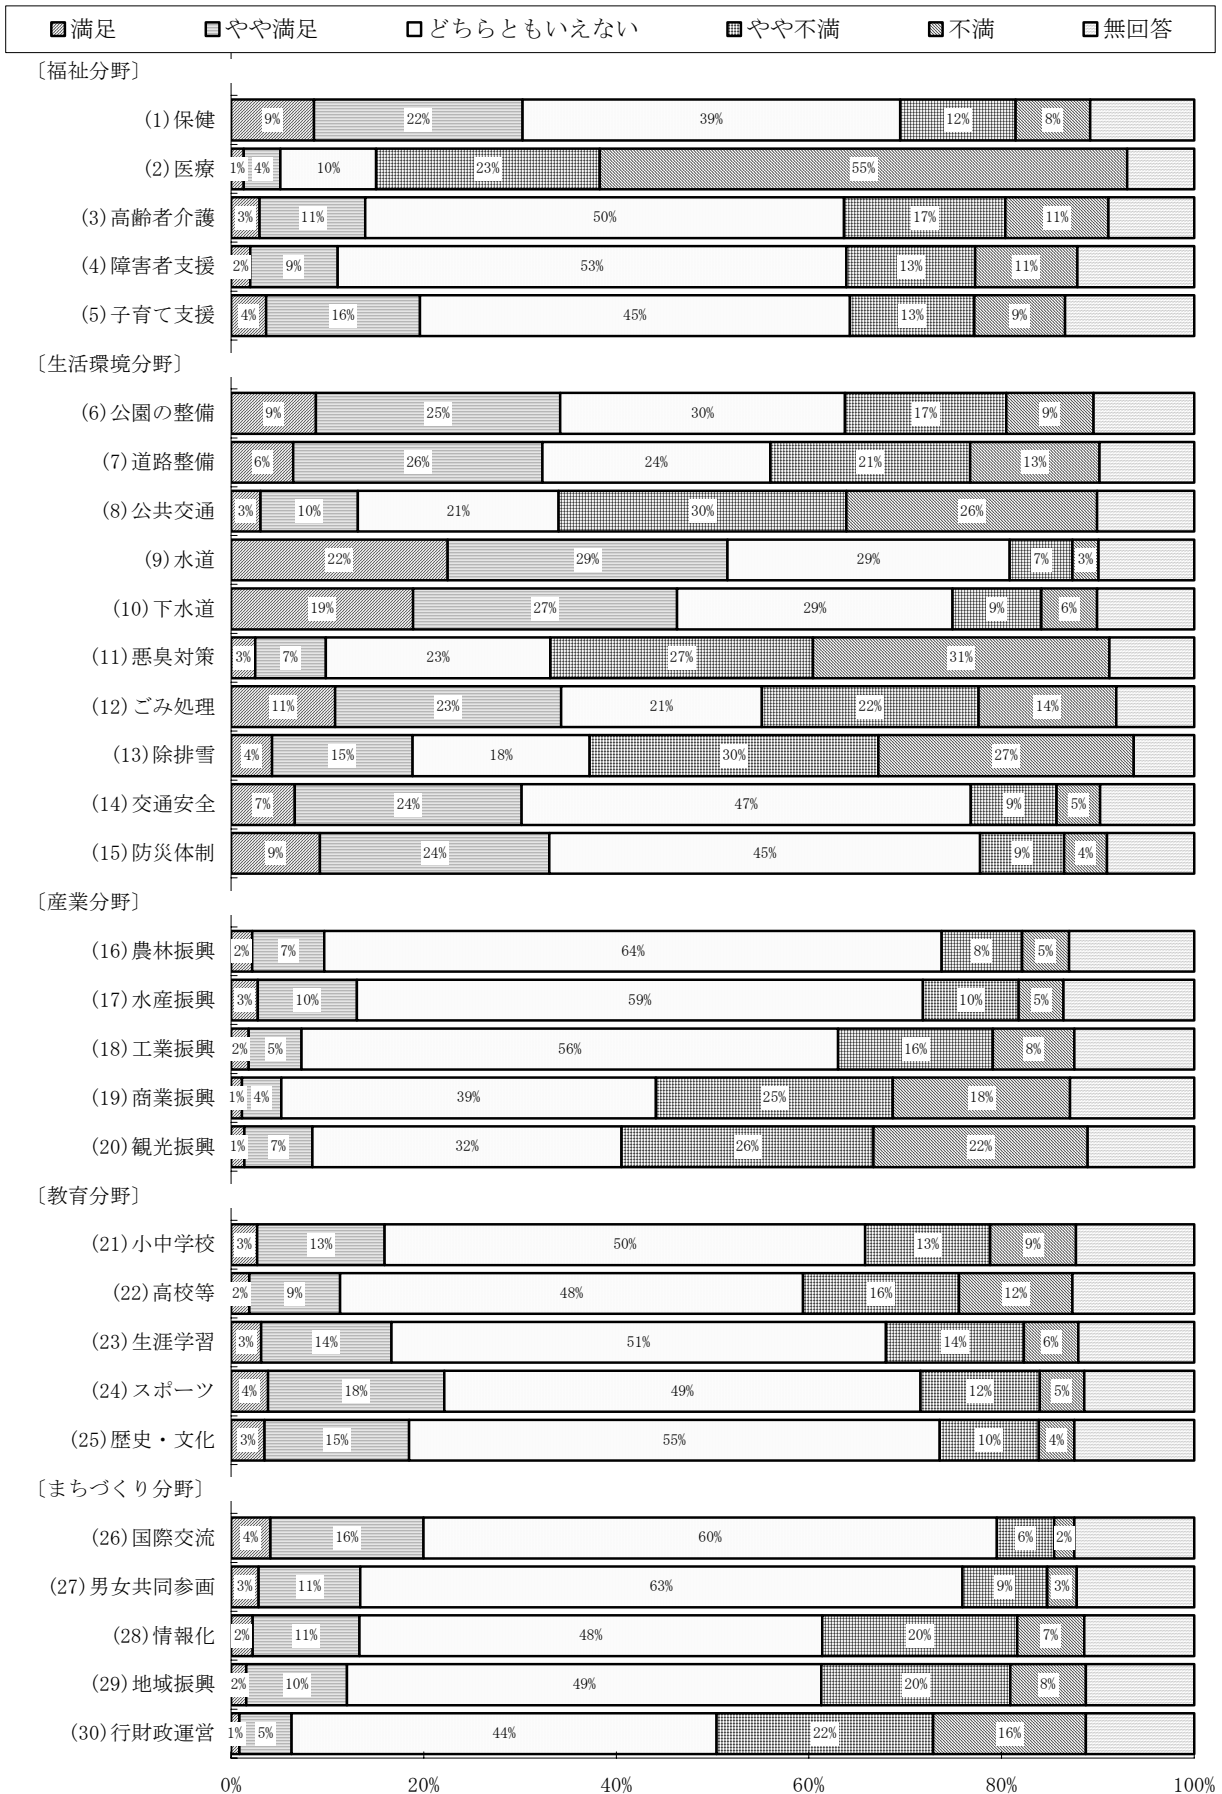 満足 やや満足 どちらともいえない やや不満 不満 無回答
〔福祉分野〕
(1)保健 9% 22% 39% 12% 8%
(2)医療 1% 4% 10% 23% 55%
(3)高齢者介護 3% 11% 50% 17% 11%
(4)障害者支援 2% 9% 53% 13% 11%
(5)子育て支援 4% 16% 45% 13% 9%
〔生活環境分野〕
(6)公園の整備 9% 25% 30% 17% 9%
(7)道路整備 6% 26% 24% 21% 13%
(8)公共交通 3% 10% 21% 30% 26%
(9)水道 22% 29% 29% 7% 3%
(10)下水道 19% 27% 29% 9% 6%
(11)悪臭対策 3% 7% 23% 27% 31%
(12)ごみ処理 11% 23% 21% 22% 14%
(13)除排雪 4% 15% 18% 30% 27%
(14)交通安全 7% 24% 47% 9% 5%
(15)防災体制 9% 24% 45% 9% 4%
〔産業分野〕
(16)農林振興 2% 7% 64% 8% 5%
(17)水産振興 3% 10% 59% 10% 5%
(18)工業振興 2% 5% 56% 16% 8%
(19)商業振興 1% 4% 39% 25% 18%
(20)観光振興 1% 7% 32% 26% 22%
〔教育分野〕
(21)小中学校 3% 13% 50% 13% 9%
(22)高校等 2% 9% 48% 16% 12%
(23)生涯学習 3% 14% 51% 14% 6%
(24)スポーツ 4% 18% 49% 12% 5%
(25)歴史・文化 3% 15% 55% 10% 4%
〔まちづくり分野〕
(26)国際交流 4% 16% 60% 6% 2%
(27)男女共同参画 3% 11% 63% 9% 3%
(28)情報化 2% 11% 48% 20% 7%
(29)地域振興 2% 10% 49% 20% 8%
(30)行財政運営 1% 5% 44% 22% 16%
0% 20% 40% 60% 80% 100%